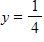 y = 1/4